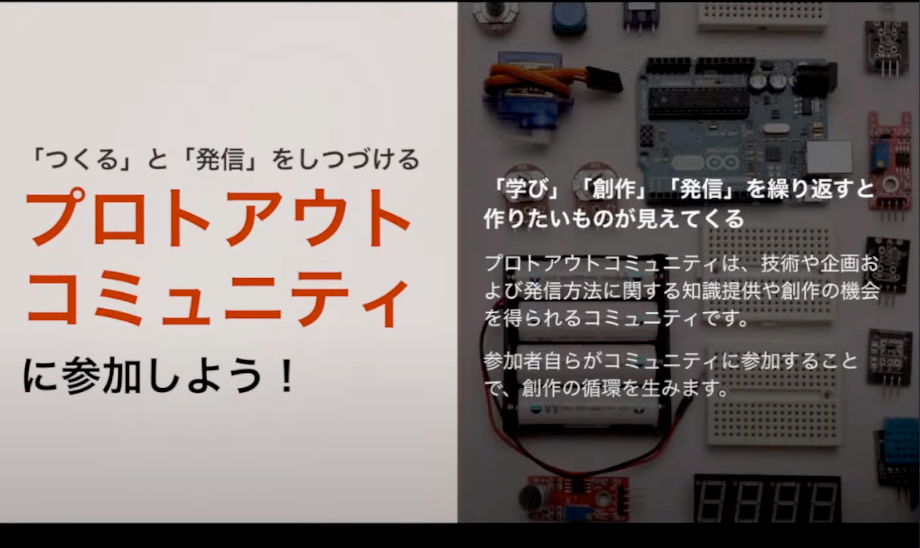 「つくる」と「発信」をしつづける
プロトアウト
コミュニティ
に参加しよう！
「学び」「創作」「発信」を繰り返すと
作りたいものが見えてくる
プロトアウトコミュニティは、技術や企画お
よび発信方法に関する知識提供や創作の機会
を得られるコミュニティです。
参加者自らがコミュニティに参加すること
で、創作の循環を生みます。